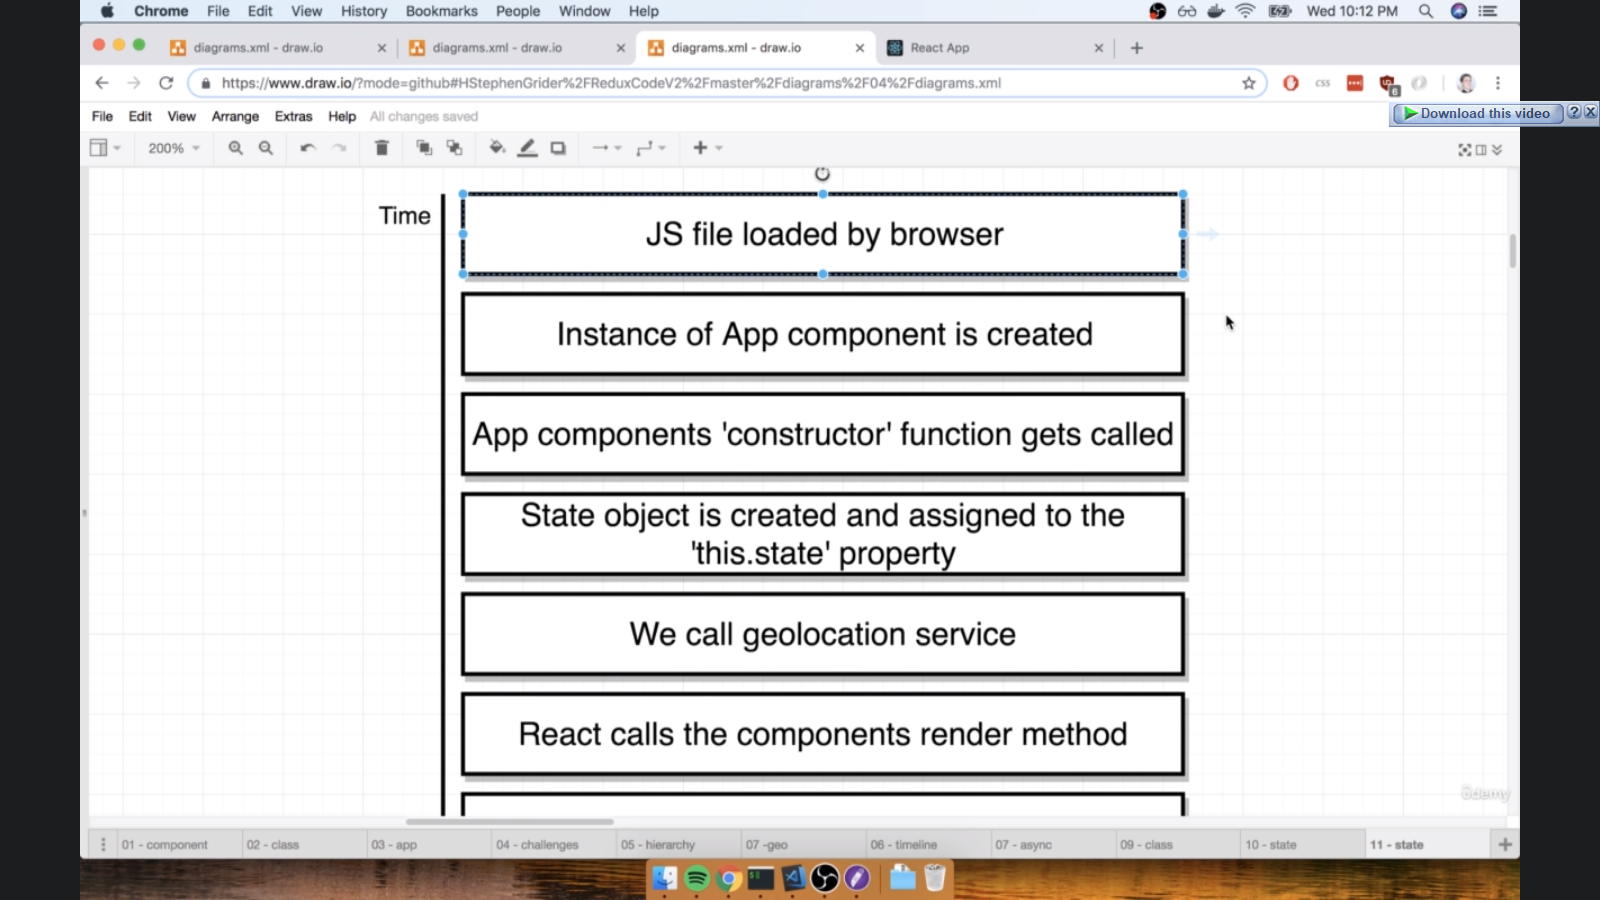 Chrome File Edit View History Bookmarks People Window Help Wed 10:12 PM
diagrams.xml - draw.io diagrams.xml - draw.io diagrams.xml - draw.io React App
https://www.draw.io/?mode=github#HStephenGrider%2FReduxCodeV2%2Fmaster%2Fdiagrams%2F04%2Fdiagrams.xml css 6
File Edit View Arrange Extras Help All changes saved
Download this video ? X
200%
Time
JS file loaded by browser
Instance of App component is created
App components 'constructor' function gets called
State object is created and assigned to the
'this.state' property
We call geolocation service
React calls the components render method
ûdemy
01 - component 02 - class 03 - app 04 - challenges 05 - hierarchy 07 -geo 06 - timeline 07 - async 09 - class 10 - state 11 - state